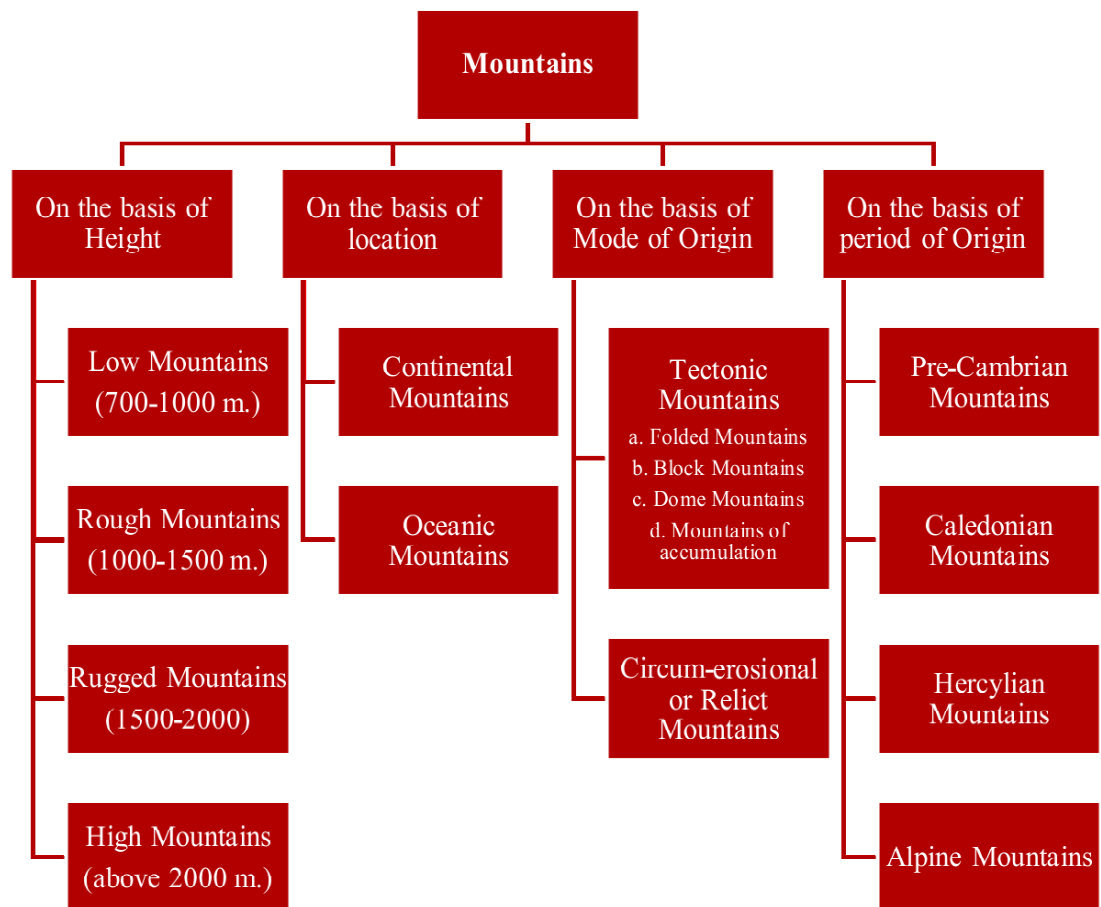 Mountains
On the basis of
Height
Low Mountains
(700-1000 m.)
Rough Mountains
(1000-1500 m.)
Rugged Mountains
(1500-2000)
High Mountains
(above 2000 m.)
On the basis of
location
Continental
Mountains
Oceanic
Mountains
On the basis of
Mode of Origin
Tectonic
Mountains
a. Folded Mountains
b. Block Mountains
c. Dome Mountains
d. Mountains of
accumulation
Circum-erosional
or Relict
Mountains
On the basis of
period of Origin
Pre-Cambrian
Mountains
Caledonian
Mountains
Hercylian
Mountains
Alpine Mountains